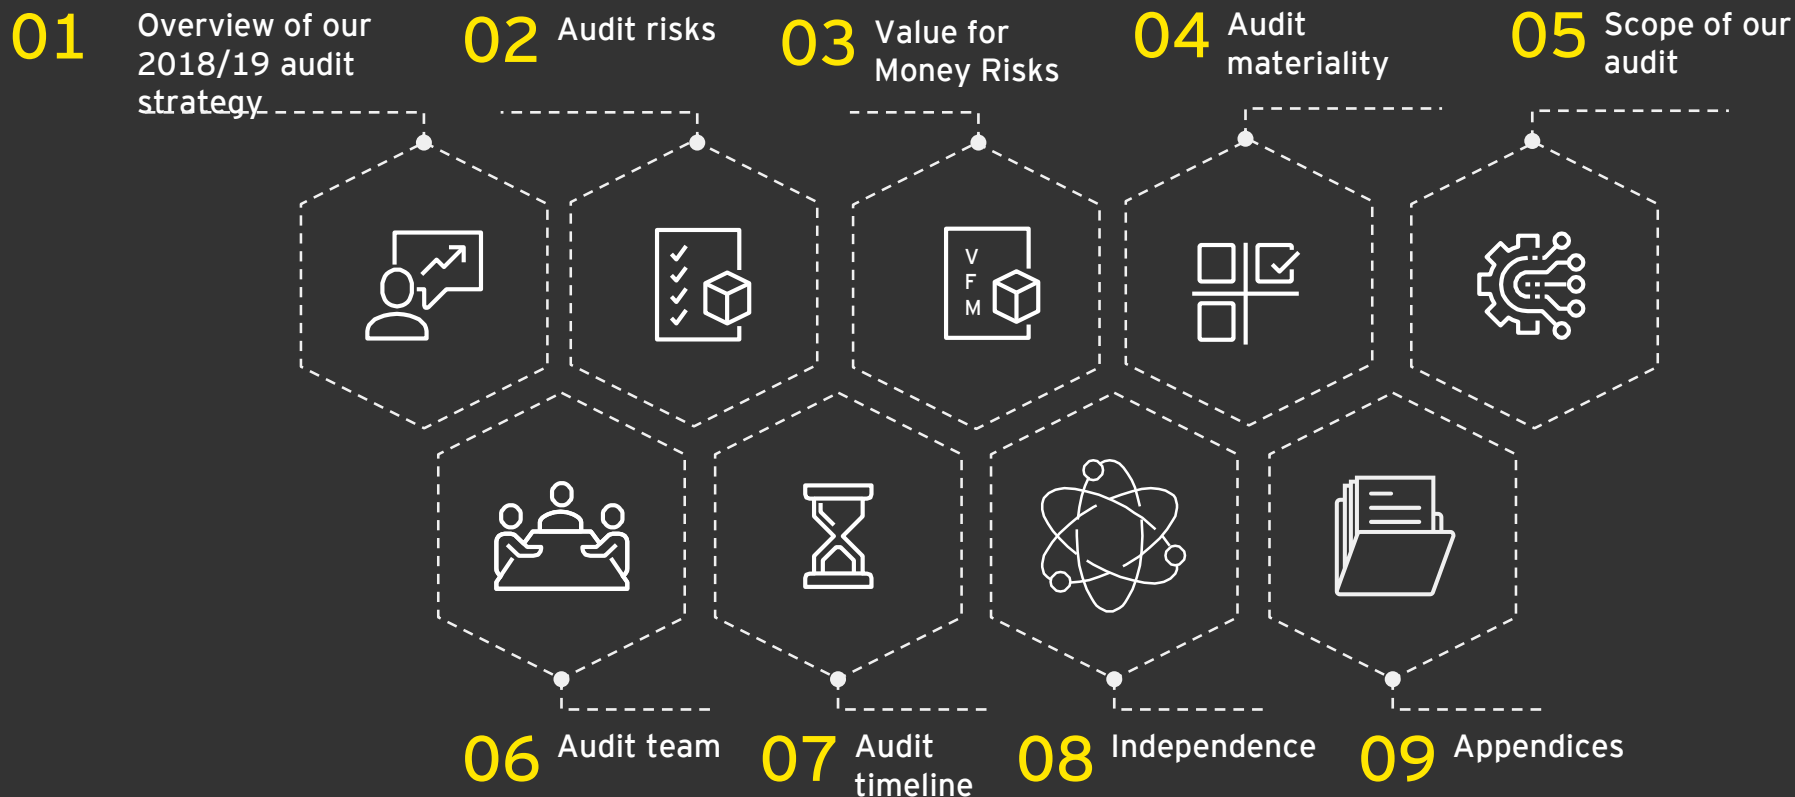 01 Overview of our
2018/19 audit
strategy
02 Audit risks
03 Value for
Money Risks
04 Audit
materiality
05 Scope of our
audit
V
F
M
06 Audit team
07 Audit
timeline
08 Independence
09 Appendices